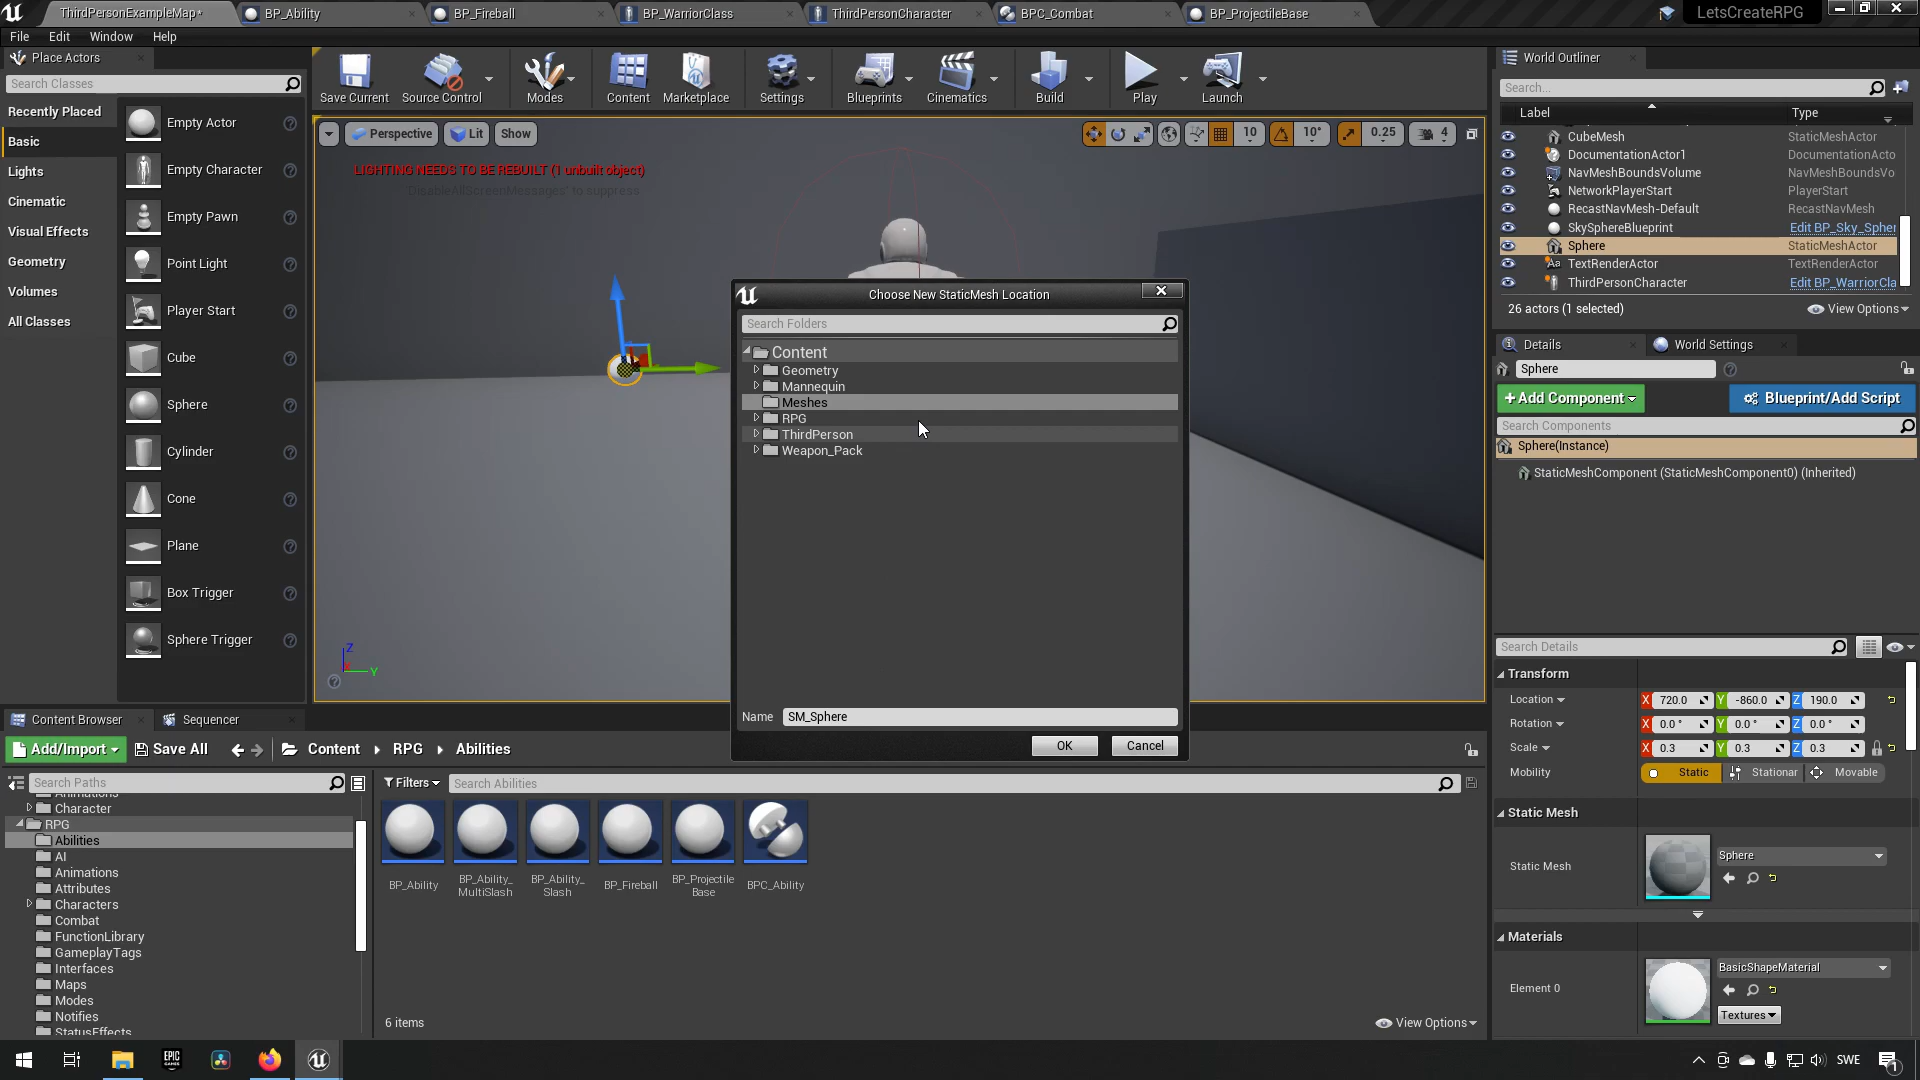 ThirdPersonExampleMap*
BP_Ability
BP_Fireball
BP_WarriorClass
ThirdPersonCharacter
BPC_Combat
BP_ProjectileBase
LetsCreateRPG
File Edit Window Help
Place Actors
Search Classes
Recently Placed
Basic
Lights
Cinematic
Visual Effects
Geometry
Volumes
All Classes
Empty Actor
Empty Character
Empty Pawn
Point Light
Player Start
Cube
Sphere
Cylinder
Cone
Plane
Box Trigger
Sphere Trigger
Save Current
Source Control
Modes
Content
Marketplace
Settings
Blueprints
Cinematics
Build
Play
Launch
Perspective
Lit
Show
10
10°
0.25
4
LIGHTING NEEDS TO BE REBUILT (1 unbuilt object)
DisableAllScreenMessages' to suppress
Z
Y
Choose New StaticMesh Location
Search Folders
Content
Geometry
Mannequin
Meshes
RPG
ThirdPerson
Weapon_Pack
Name SM_Sphere
OK
Cancel
World Outliner
Search...
Label
Type
CubeMesh StaticMeshActor
DocumentationActor1 DocumentationActo
NavMeshBoundsVolume NavMeshBoundsVo
NetworkPlayerStart PlayerStart
RecastNavMesh-Default RecastNavMesh
SkySphereBlueprint Edit BP_Sky_Spher
Sphere StaticMeshActor
TextRenderActor TextRenderActor
ThirdPersonCharacter Edit BP_WarriorCla
26 actors (1 selected)
View Options
Details
World Settings
Sphere
+Add Component
Blueprint/Add Script
Search Components
Sphere(Instance)
StaticMeshComponent (StaticMeshComponent0) (Inherited)
Search Details
Transform
Location X 720.0 Y -860.0 Z 190.0
Rotation X 0.0 ° Y 0.0 ° Z 0.0 °
Scale X 0.3 Y 0.3 Z 0.3
Mobility Static Stationar Movable
Static Mesh
Static Mesh
Sphere
Materials
Element 0
BasicShapeMaterial
Textures
Content Browser
Sequencer
Add/Import
Save All
Content
RPG
Abilities
Search Paths
Filters
Search Abilities
Animations
Character
RPG
Abilities
AI
Animations
Attributes
Characters
Combat
FunctionLibrary
GameplayTags
Interfaces
Maps
Modes
Notifies
StatusEffects
BP_Ability
BP_Ability_
MultiSlash
BP_Ability_
Slash
BP_Fireball
BP_Projectile
Base
BPC_Ability
6 items
View Options
EPIC
GAMES
SWE
1